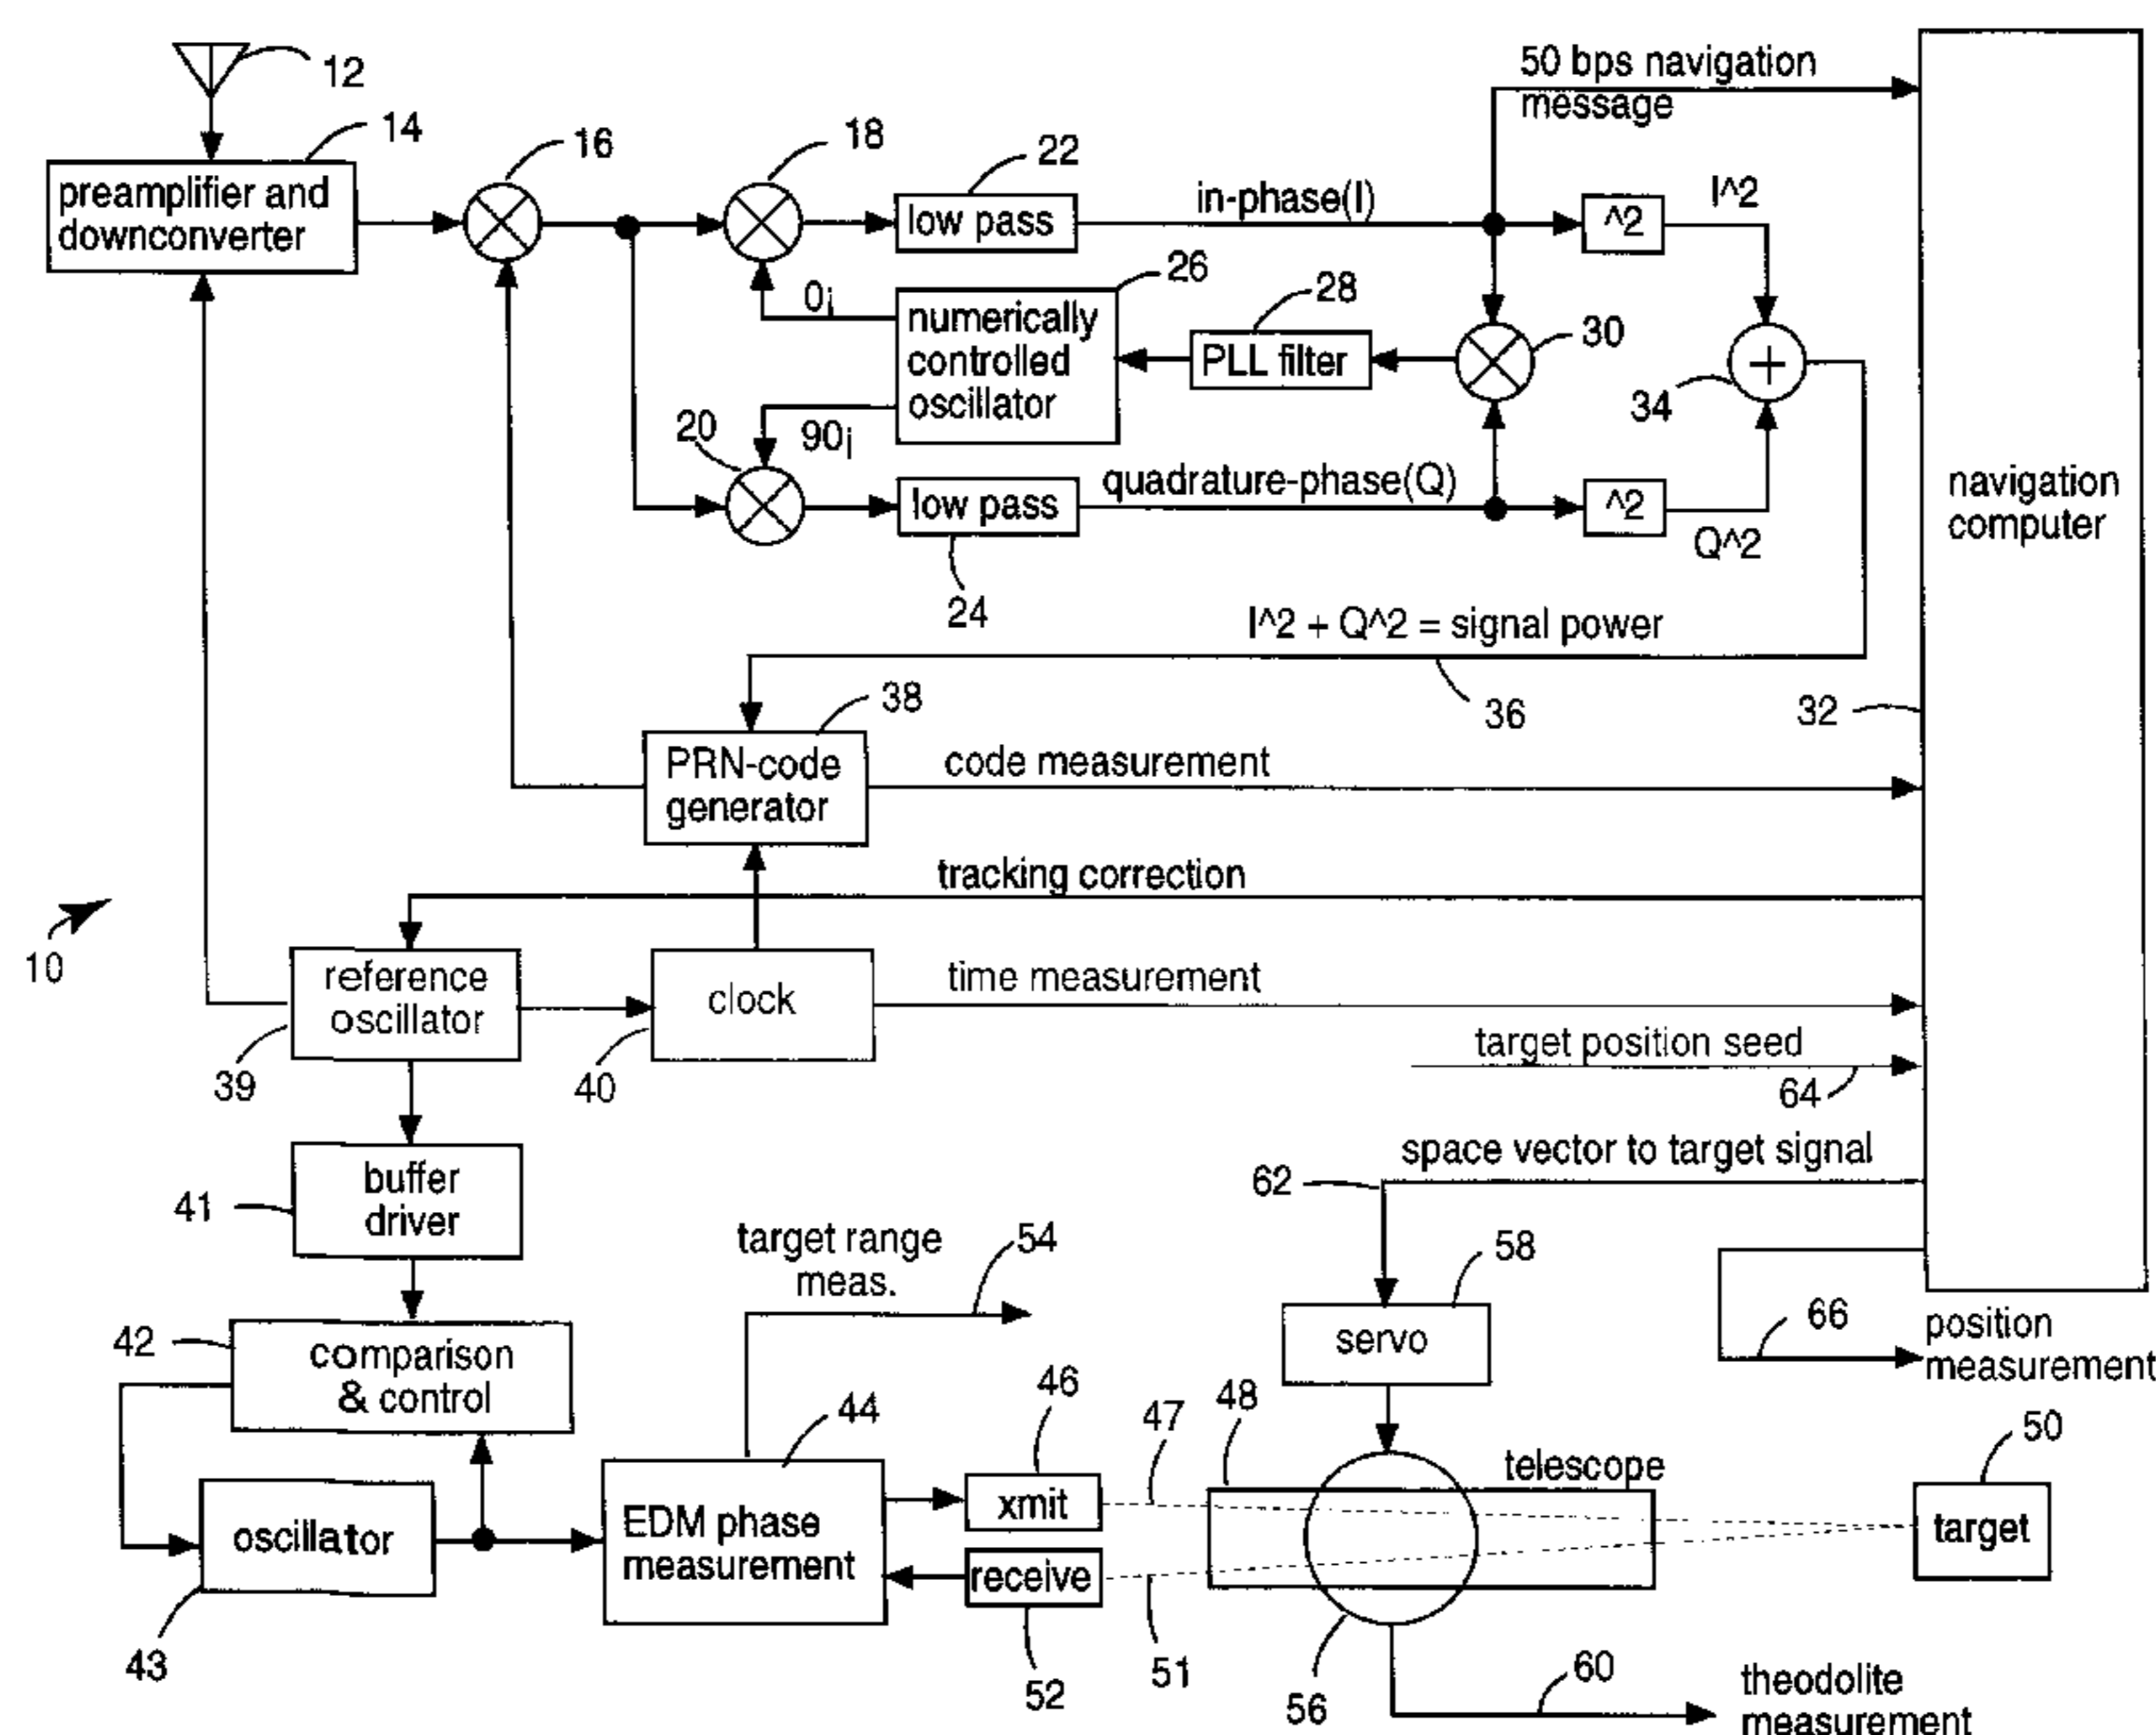 50 bps navigation
message
12
14
16
18
22
preamplifier and
downconverter
low pass
in-phase(I)
^2
I^2
26
0¡
numerically
controlled
oscillator
28
PLL filter
30
34
20
90¡
low pass
quadrature-phase(Q)
^2
Q^2
navigation
computer
24
I^2 + Q^2 = signal power
36
38
32
PRN-code
generator
code measurement
tracking correction
10
reference
oscillator
clock
time measurement
39
40
target position seed
64
buffer
driver
41
space vector to target signal
62
target range
meas.
54
58
servo
66
position
measurement
42
comparison
& control
44
46
47
48
50
telescope
xmit
target
oscillator
EDM phase
measurement
receive
43
52
51
56
60
theodolite
measurement